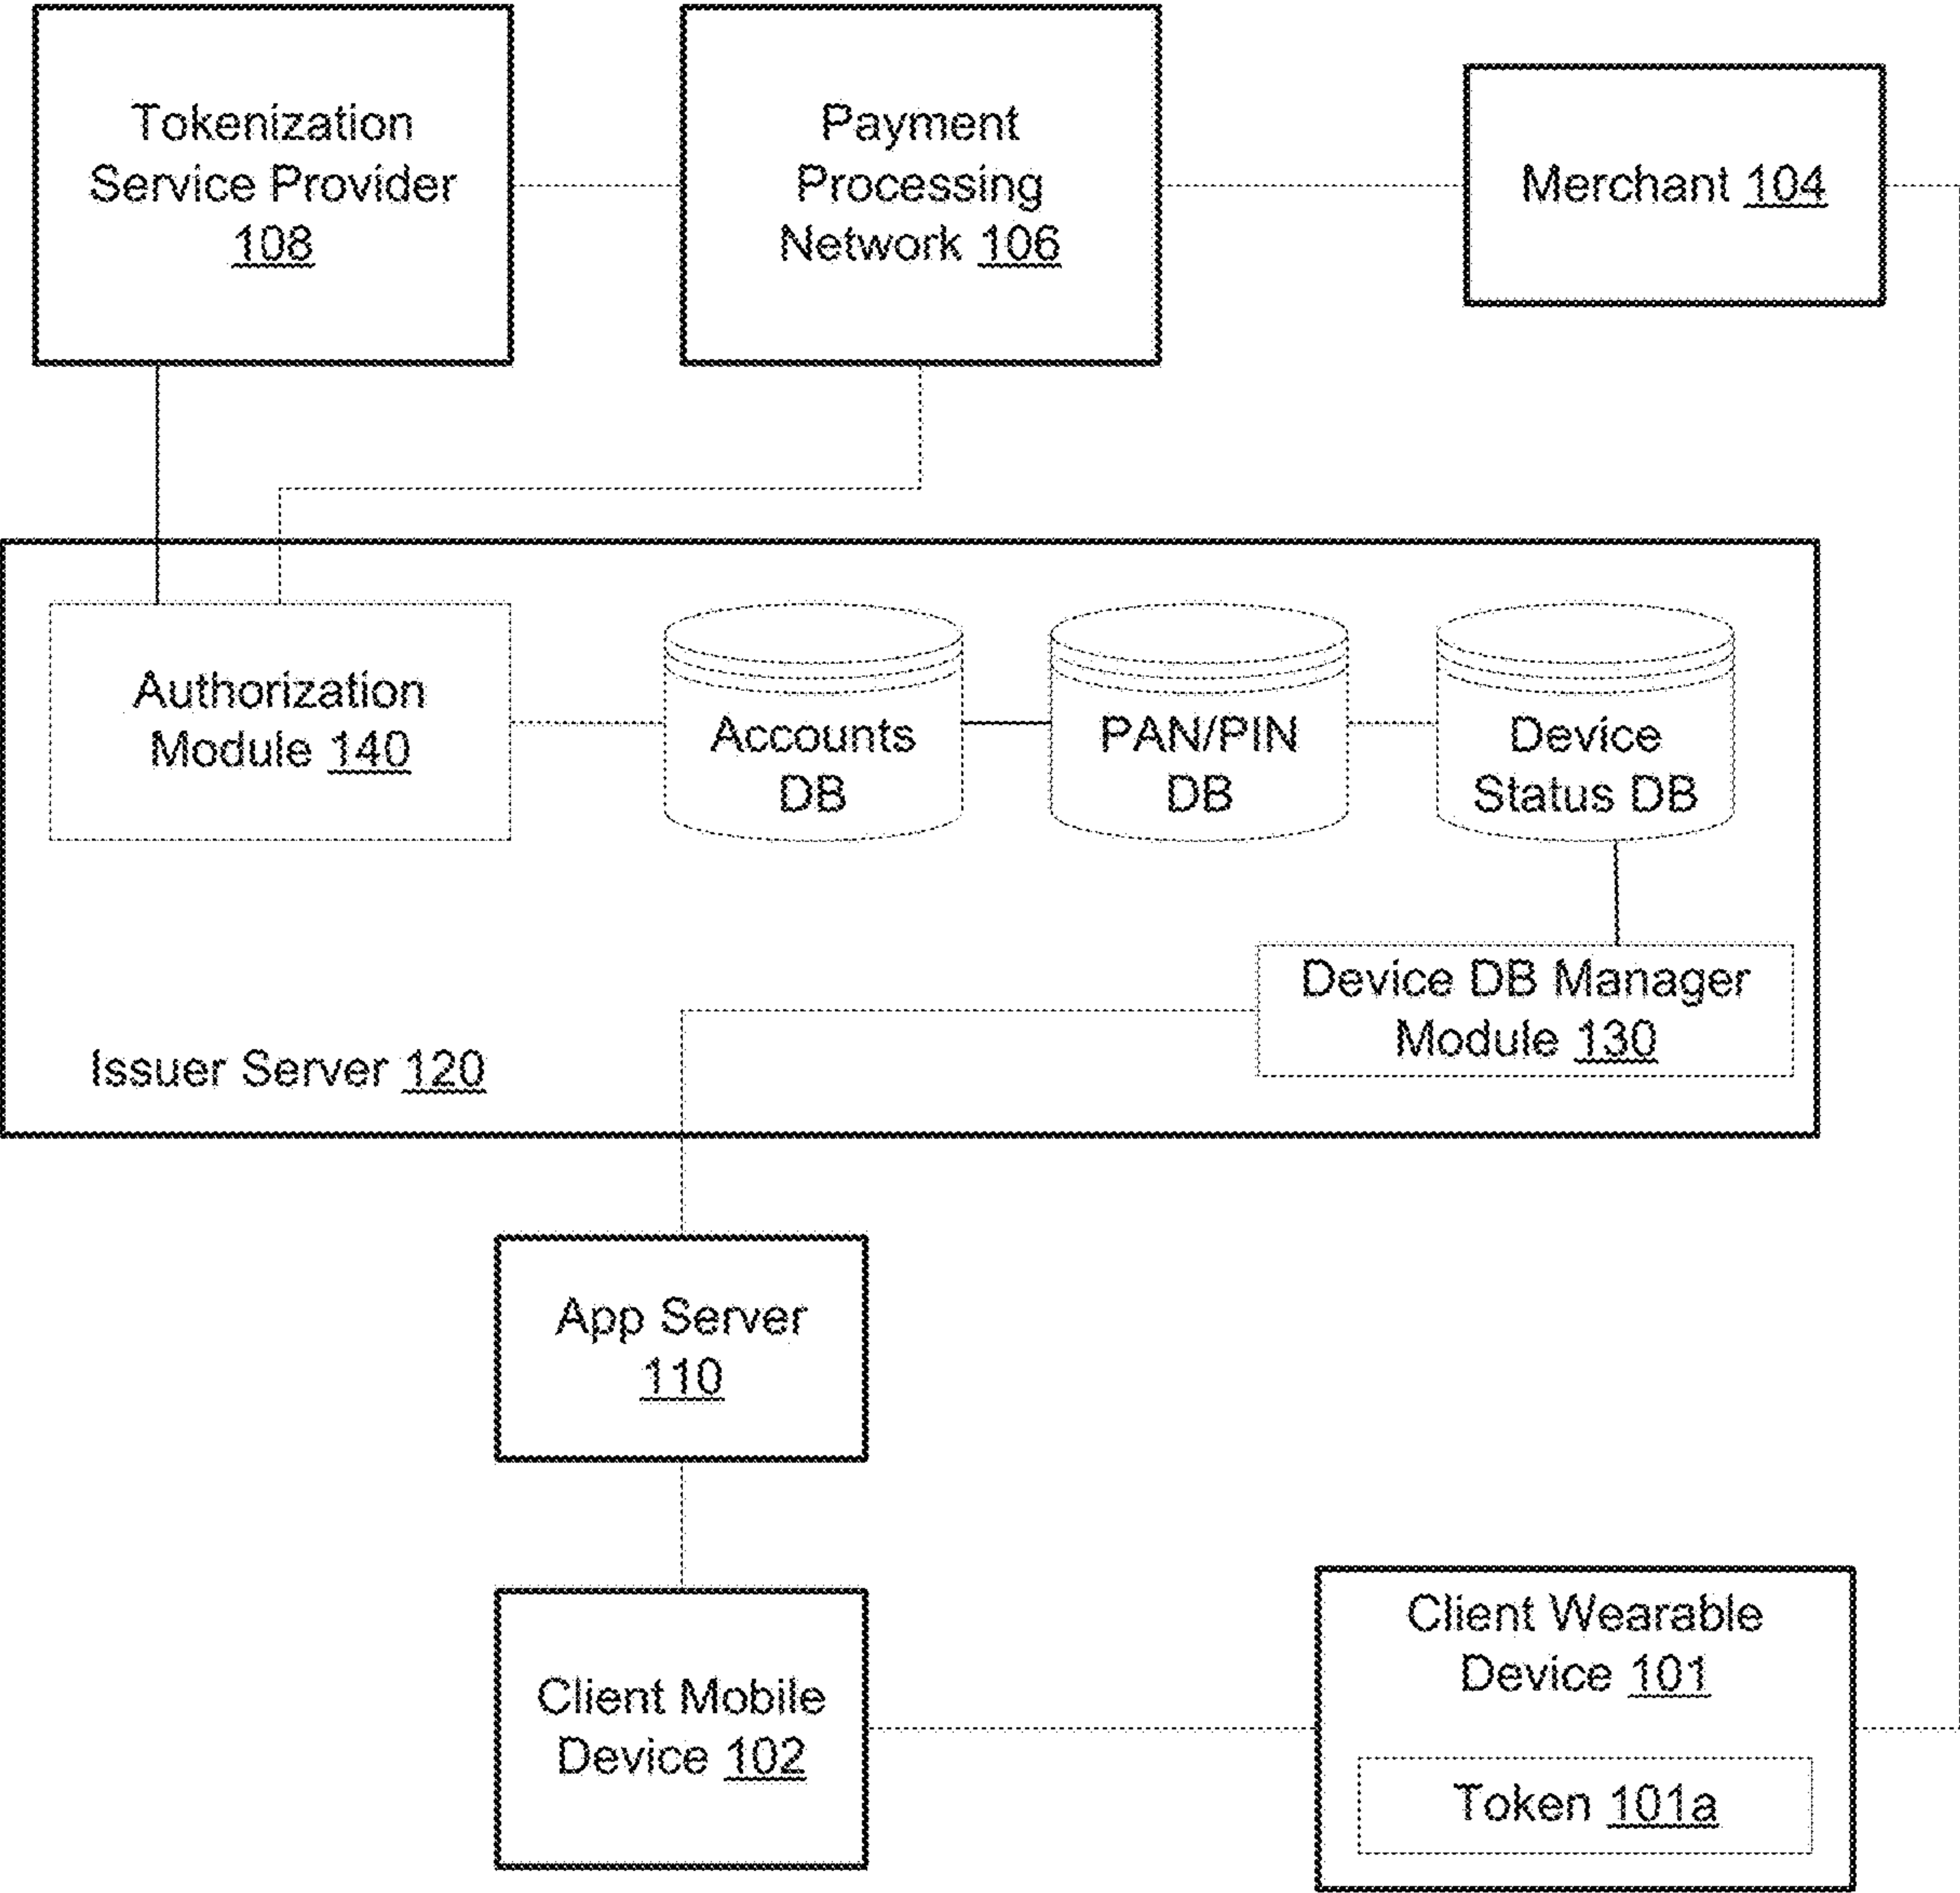 Tokenization
Service Provider
108
Payment
Processing
Network 106
Merchant 104
Authorization
Module 140
Accounts
DB
PAN/PIN
DB
Device
Status DB
Device DB Manager
Module 130
Issuer Server 120
App Server
110
Client Mobile
Device 102
Client Wearable
Device 101
Token 101a